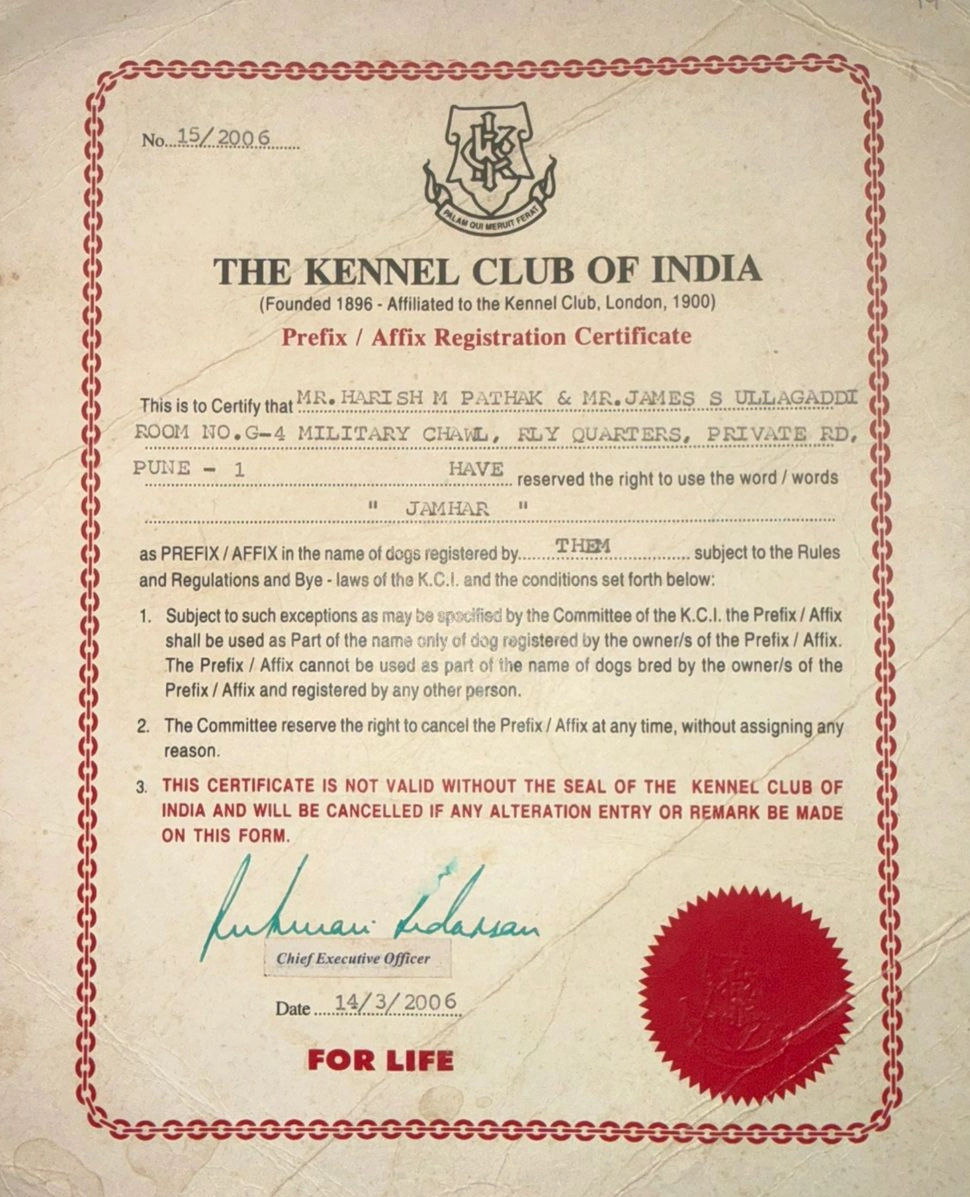 No. 15/2006
PALAM QUI MERUIT FERAT
THE KENNEL CLUB OF INDIA
(Founded 1896 - Affiliated to the Kennel Club, London, 1900)
Prefix / Affix Registration Certificate
This is to Certify that MR.HARISH M PATHAK & MR.JAMES S ULLAGADDI
ROOM NO.G-4 MILITARY CHAWL, RLY QUARTERS, PRIVATE RD,
PUNE - 1 HAVE reserved the right to use the word / words
" JAMHAR "
as PREFIX / AFFIX in the name of dogs registered by THEM subject to the Rules
and Regulations and Bye - laws of the K.C.I. and the conditions set forth below:
1. Subject to such exceptions as may be specified by the Committee of the K.C.I. the Prefix / Affix
shall be used as Part of the name only of dog registered by the owner/s of the Prefix / Affix.
The Prefix / Affix cannot be used as part of the name of dogs bred by the owner/s of the
Prefix / Affix and registered by any other person.
2. The Committee reserve the right to cancel the Prefix / Affix at any time, without assigning any
reason.
3. THIS CERTIFICATE IS NOT VALID WITHOUT THE SEAL OF THE KENNEL CLUB OF
INDIA AND WILL BE CANCELLED IF ANY ALTERATION ENTRY OR REMARK BE MADE
ON THIS FORM.
Chief Executive Officer
Date 14/3/2006
FOR LIFE